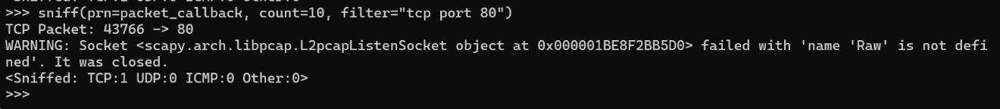 >>> sniff(prn=packet_callback, count=10, filter="tcp port 80")
TCP Packet: 43766 -> 80
WARNING: Socket <scapy.arch.libpcap.L2pcapListenSocket object at 0x000001BE8F2BB5D0> failed with 'name 'Raw' is not defi
ned'. It was closed.
<Sniffed: TCP:1 UDP:0 ICMP:0 Other:0>
>>>